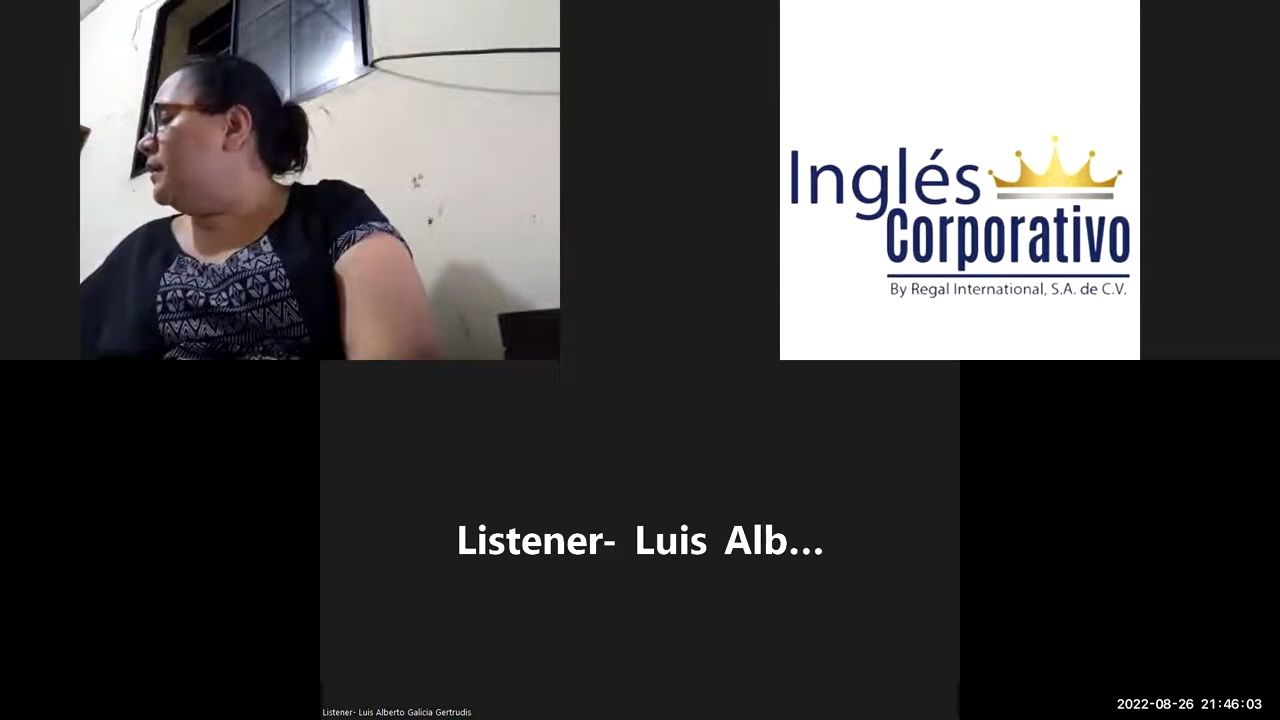 Inglés
Corporativo
By Regal International, S.A. de C.V.
Listener- Luis Alb...
Listener- Luis Alberto Galicia Gertrudis
2022-08-26 21:46:03